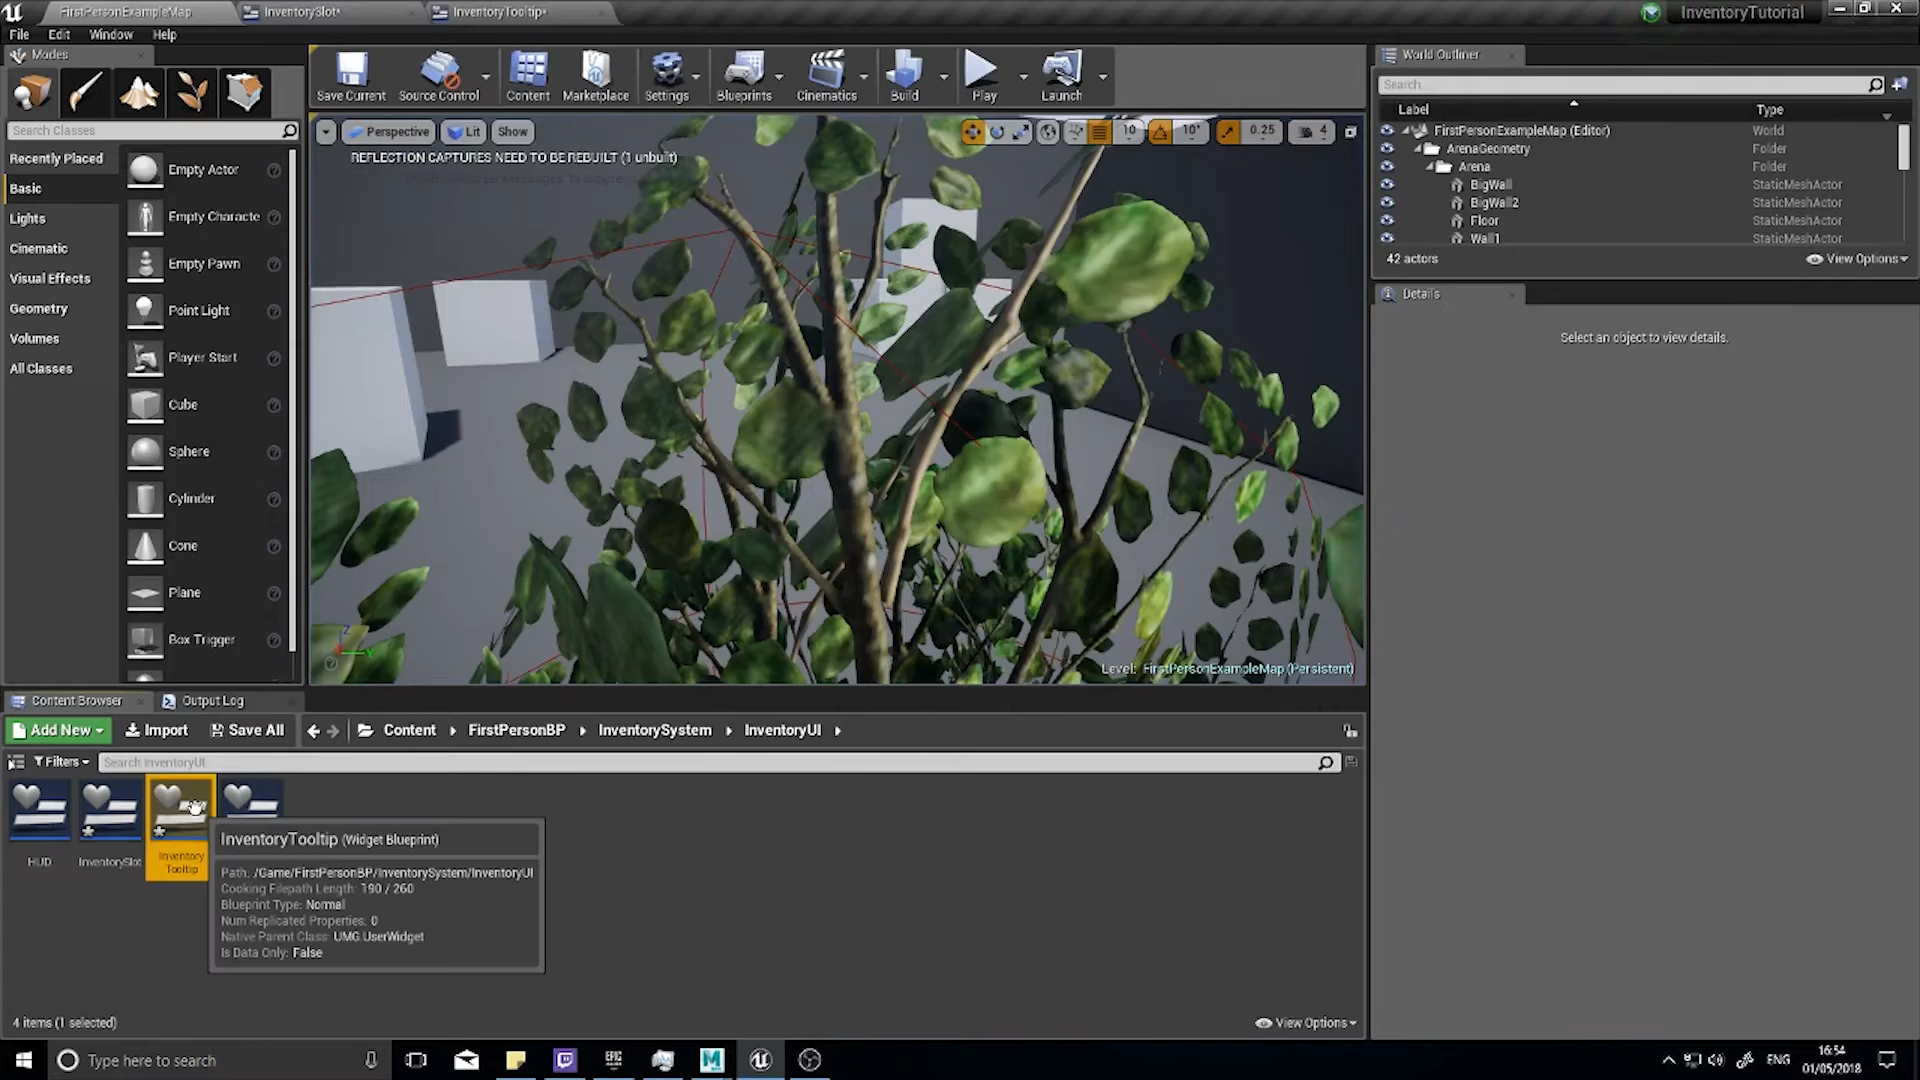 FirstPersonExampleMap
InventorySlot*
InventoryTooltip*
InventoryTutorial
File Edit Window Help
Modes
Save Current
Source Control
Content
Marketplace
Settings
Blueprints
Cinematics
Build
Play
Launch
Search Classes
Recently Placed
Basic
Lights
Cinematic
Visual Effects
Geometry
Volumes
All Classes
Empty Actor
Empty Characte
Empty Pawn
Point Light
Player Start
Cube
Sphere
Cylinder
Cone
Plane
Box Trigger
Perspective Lit Show
10 10° 0.25 4
REFLECTION CAPTURES NEED TO BE REBUILT (1 unbuilt)
Z
Y
Level: FirstPersonExampleMap (Persistent)
World Outliner
Search...
Label Type
FirstPersonExampleMap (Editor) World
ArenaGeometry Folder
Arena Folder
BigWall StaticMeshActor
BigWall2 StaticMeshActor
Floor StaticMeshActor
Wall1 StaticMeshActor
42 actors
View Options
Details
Select an object to view details.
Content Browser
Output Log
Add New Import Save All Content FirstPersonBP InventorySystem InventoryUI
Filters Search InventoryUI
HUD
InventorySlot
Inventory
Tooltip
InventoryTooltip (Widget Blueprint)
Path: /Game/FirstPersonBP/InventorySystem/InventoryUI
Cooking Filepath Length: 190 / 260
Blueprint Type: Normal
Num Replicated Properties: 0
Native Parent Class: UMG.UserWidget
Is Data Only: False
4 items (1 selected)
View Options
Type here to search
EPIC
M
ENG
16:54
01/05/2018